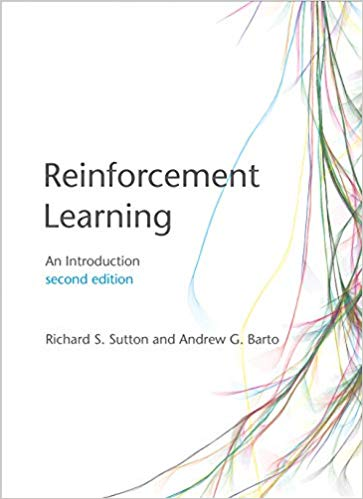 Reinforcement
Learning
An Introduction
second edition
Richard S. Sutton and Andrew G. Barto